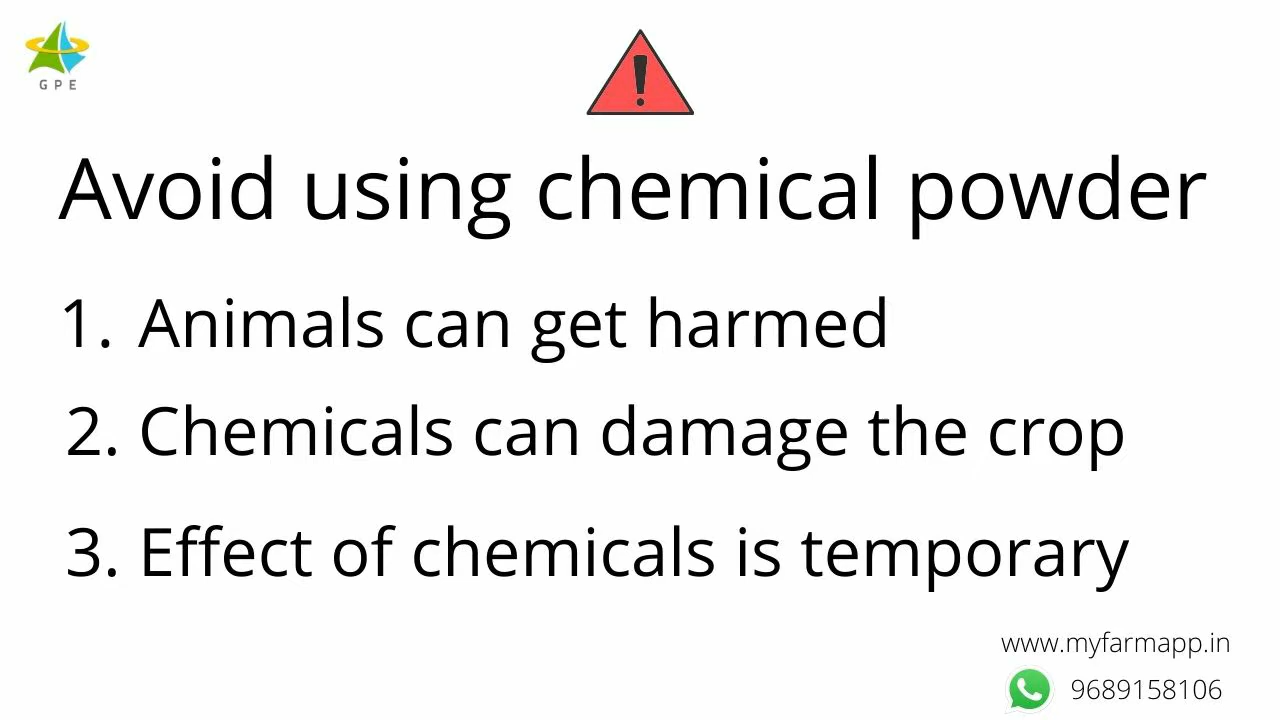 GPE
Avoid using chemical powder
1. Animals can get harmed
2. Chemicals can damage the crop
3. Effect of chemicals is temporary
www.myfarmapp.in
9689158106